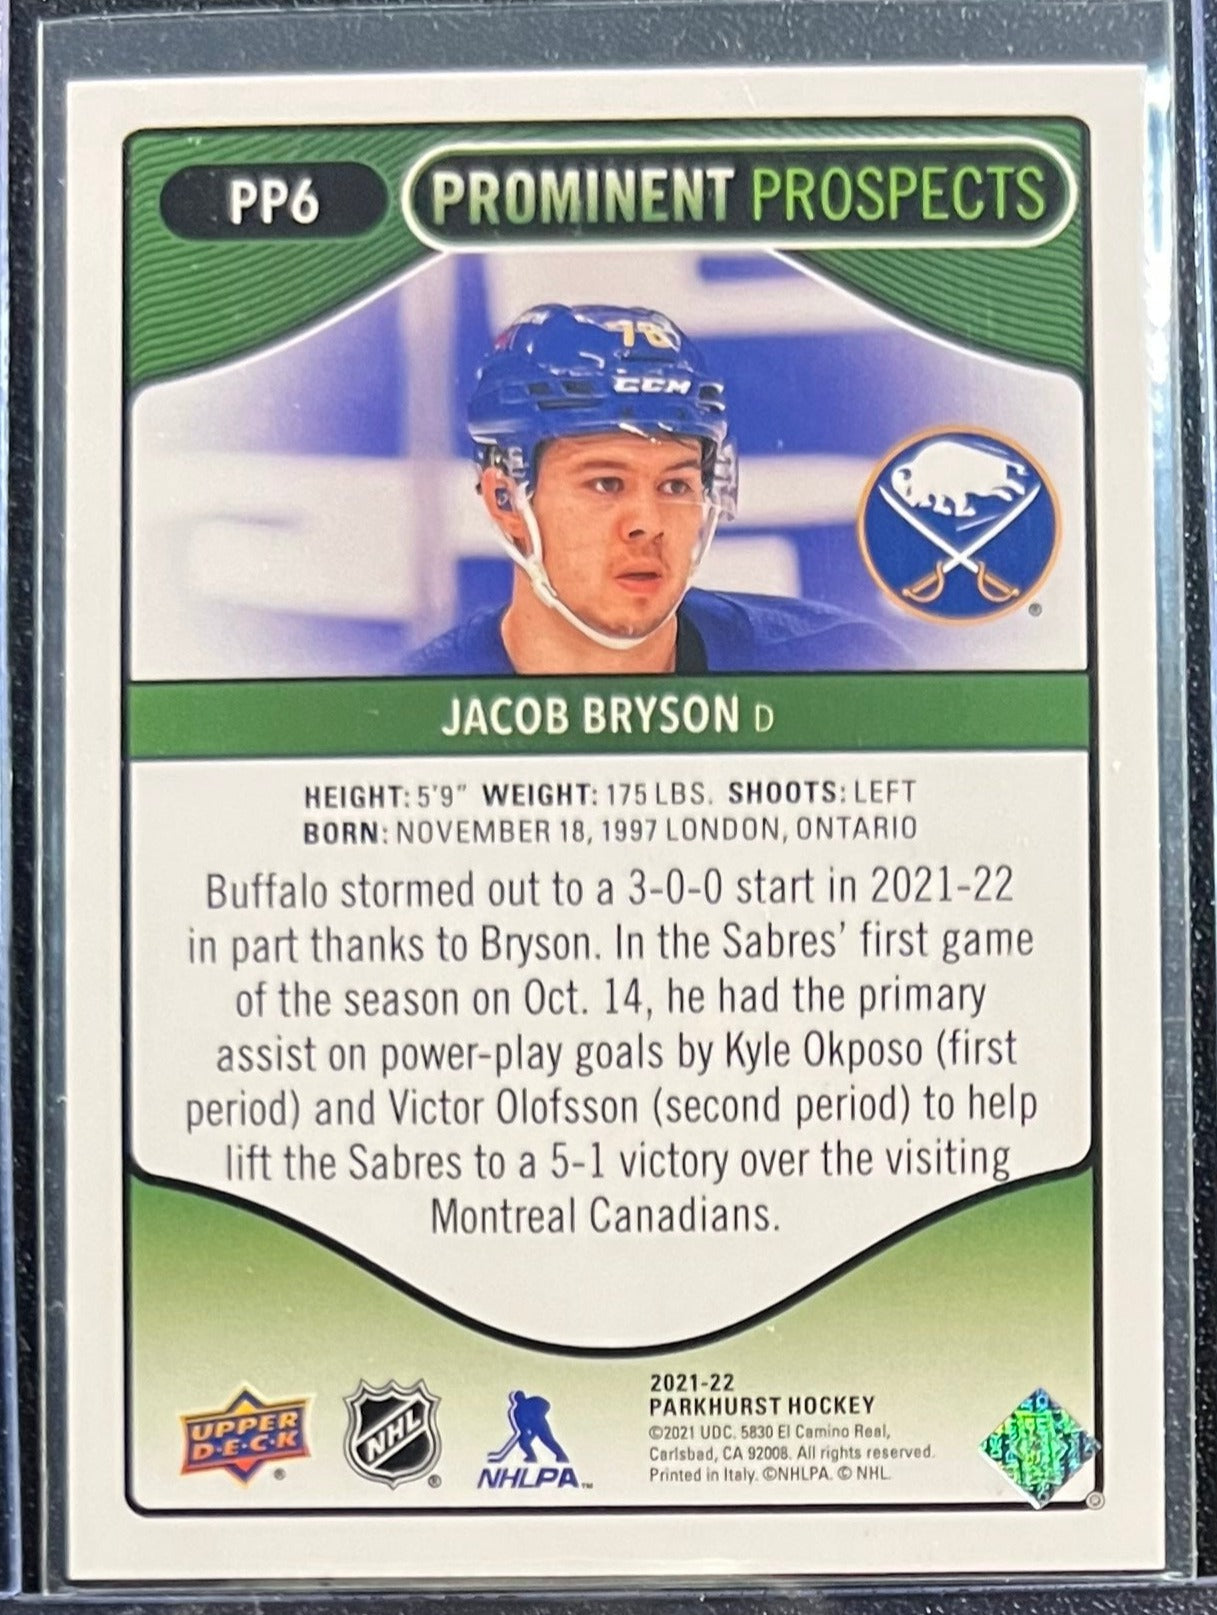 PP6 PROMINENT PROSPECTS
78
CCM
®
JACOB BRYSON D
HEIGHT: 5'9" WEIGHT: 175 LBS. SHOOTS: LEFT
BORN: NOVEMBER 18, 1997 LONDON, ONTARIO
Buffalo stormed out to a 3-0-0 start in 2021-22
in part thanks to Bryson. In the Sabres' first game
of the season on Oct. 14, he had the primary
assist on power-play goals by Kyle Okposo (first
period) and Victor Olofsson (second period) to help
lift the Sabres to a 5-1 victory over the visiting
Montreal Canadians.
UPPER
D·E·C·K ®
NHL ®
NHLPA™
2021-22
PARKHURST HOCKEY
©2021 UDC. 5830 El Camino Real,
Carlsbad, CA 92008. All rights reserved.
Printed in Italy. ©NHLPA. © NHL.
®